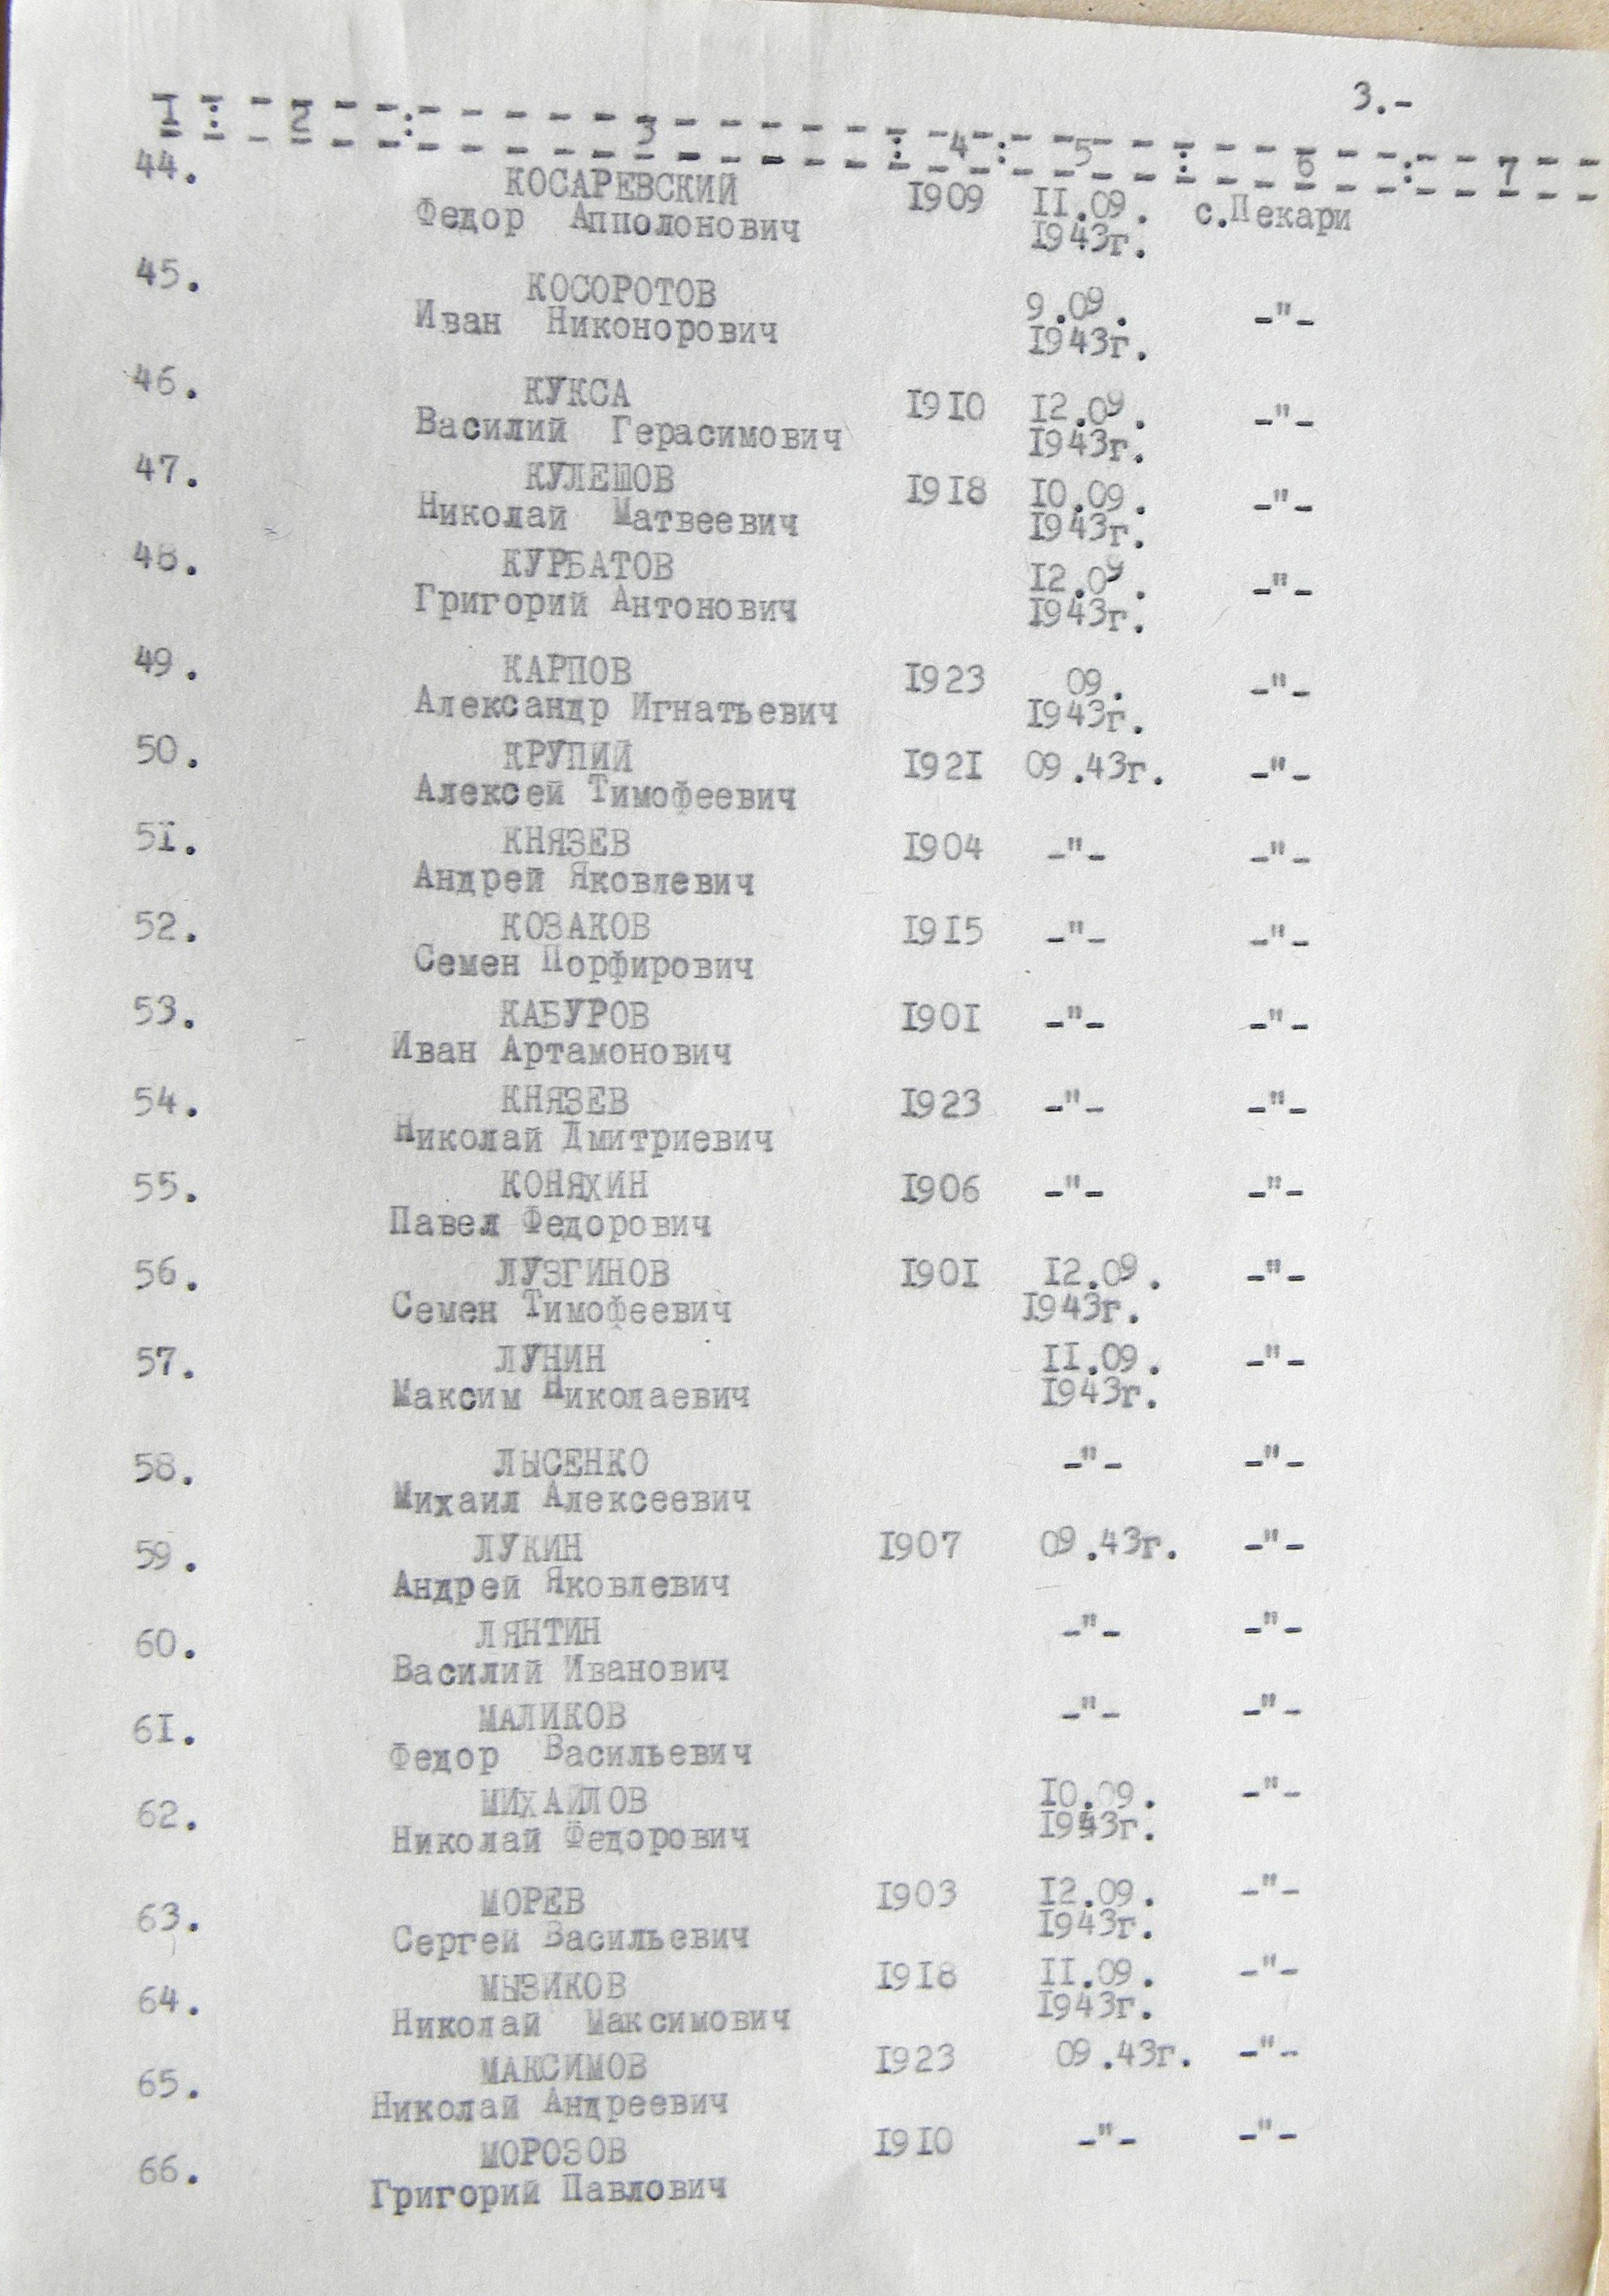 3.-
I : 2 : 3 : 4 : 5 : 6 : 7
44. КОСАРЕВСКИЙ 1909 II.09. с.Пекари
Федор Апполонович 1943г.
45. КОСОРОТОВ 9.09. -"-
Иван Никонорович 1943г.
46. КУКСА 1910 12.09. -"-
Василий Герасимович 1943г.
47. КУЛЕШОВ 1918 10.09. -"-
Николай Матвеевич 1943г.
48. КУРБАТОВ 12.09. -"-
Григорий Антонович 1943г.
49. КАРПОВ 1923 09. -"-
Александр Игнатьевич 1943г.
50. КРУПИЙ 1921 09.43г. -"-
Алексей Тимофеевич
51. КНЯЗЕВ 1904 -"- -"-
Андрей Яковлевич
52. КОЗАКОВ 1915 -"- -"-
Семен Порфирович
53. КАБУРОВ 1901 -"- -"-
Иван Артамонович
54. КНЯЗЕВ 1923 -"- -"-
Николай Дмитриевич
55. КОНЯХИН 1906 -"- -"-
Павел Федорович
56. ЛУЗГИНОВ 1901 12.09. -"-
Семен Тимофеевич 1943г.
57. ЛУНИН II.09. -"-
Максим Николаевич 1943г.
58. ЛЫСЕНКО -"- -"-
Михаил Алексеевич
59. ЛУКИН 1907 09.43г. -"-
Андрей Яковлевич
60. ЛЯНТИН -"- -"-
Василий Иванович
61. МАЛИКОВ -"- -"-
Федор Васильевич
62. МИХАЙЛОВ 10.09. -"-
Николай Федорович 1943г.
63. МОРЕВ 1903 12.09. -"-
Сергей Васильевич 1943г.
64. МЫЗИКОВ 1918 II.09. -"-
Николай Максимович 1943г.
65. МАКСИМОВ 1923 09.43г. -"-
Николай Андреевич
66. МОРОЗОВ 1910 -"- -"-
Григорий Павлович